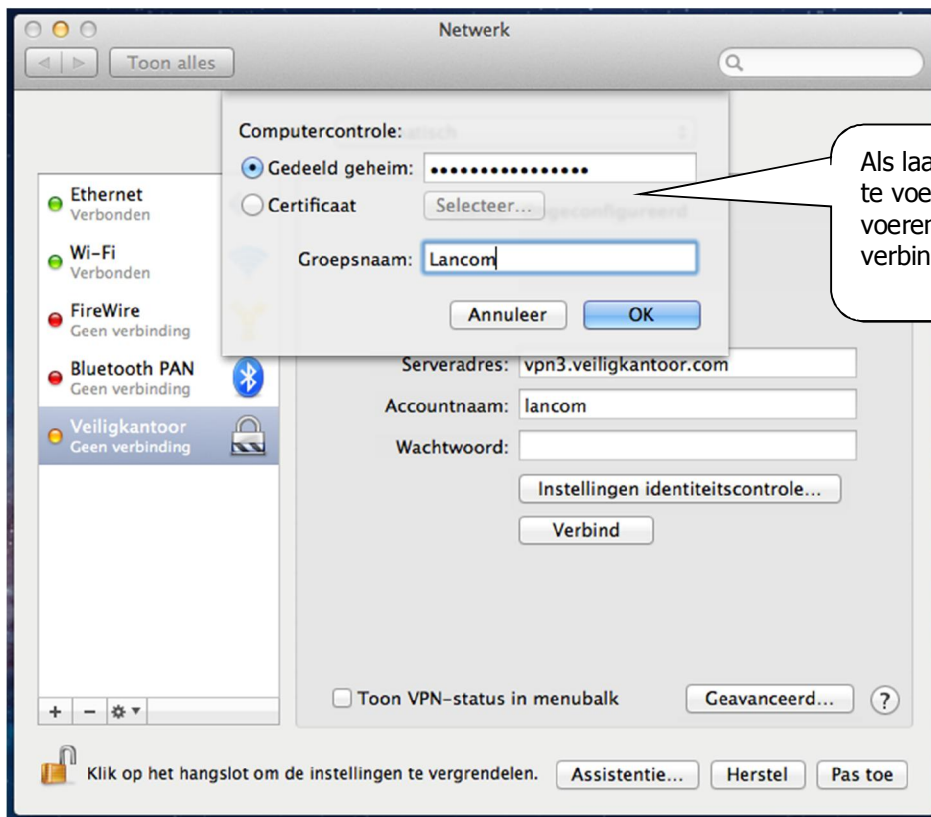 Netwerk
Toon alles
Computercontrole:
Gedeeld geheim: ••••••••••••••••
Certificaat Selecteer...
Groepsnaam: Lancom
Annuleer OK
Als
te
Ethernet
Verbonden
Wi-Fi
Verbonden
FireWire
Geen verbinding
Bluetooth PAN
Geen verbinding
Veiligkantoor
Geen verbinding
Serveradres: vpn3.veiligkantoor.com
Accountnaam: lancom
Wachtwoord:
Instellingen identiteitscontrole...
Verbind
Toon VPN-status in menubalk
Geavanceerd... ?
+ -
Klik op het hangslot om de instellingen te vergrendelen.
Assistentie... Herstel Pas toe